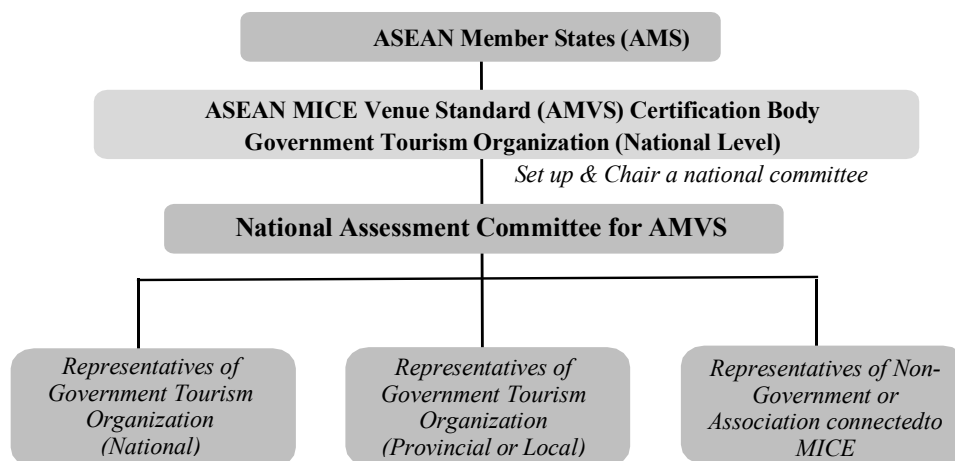 ASEAN Member States (AMS)
ASEAN MICE Venue Standard (AMVS) Certification Body
Government Tourism Organization (National Level)
Set up & Chair a national committee
National Assessment Committee for AMVS
Representatives of
Government Tourism
Organization
(National)
Representatives of
Government Tourism
Organization
(Provincial or Local)
Representatives of Non-
Government or
Association connectedto
MICE